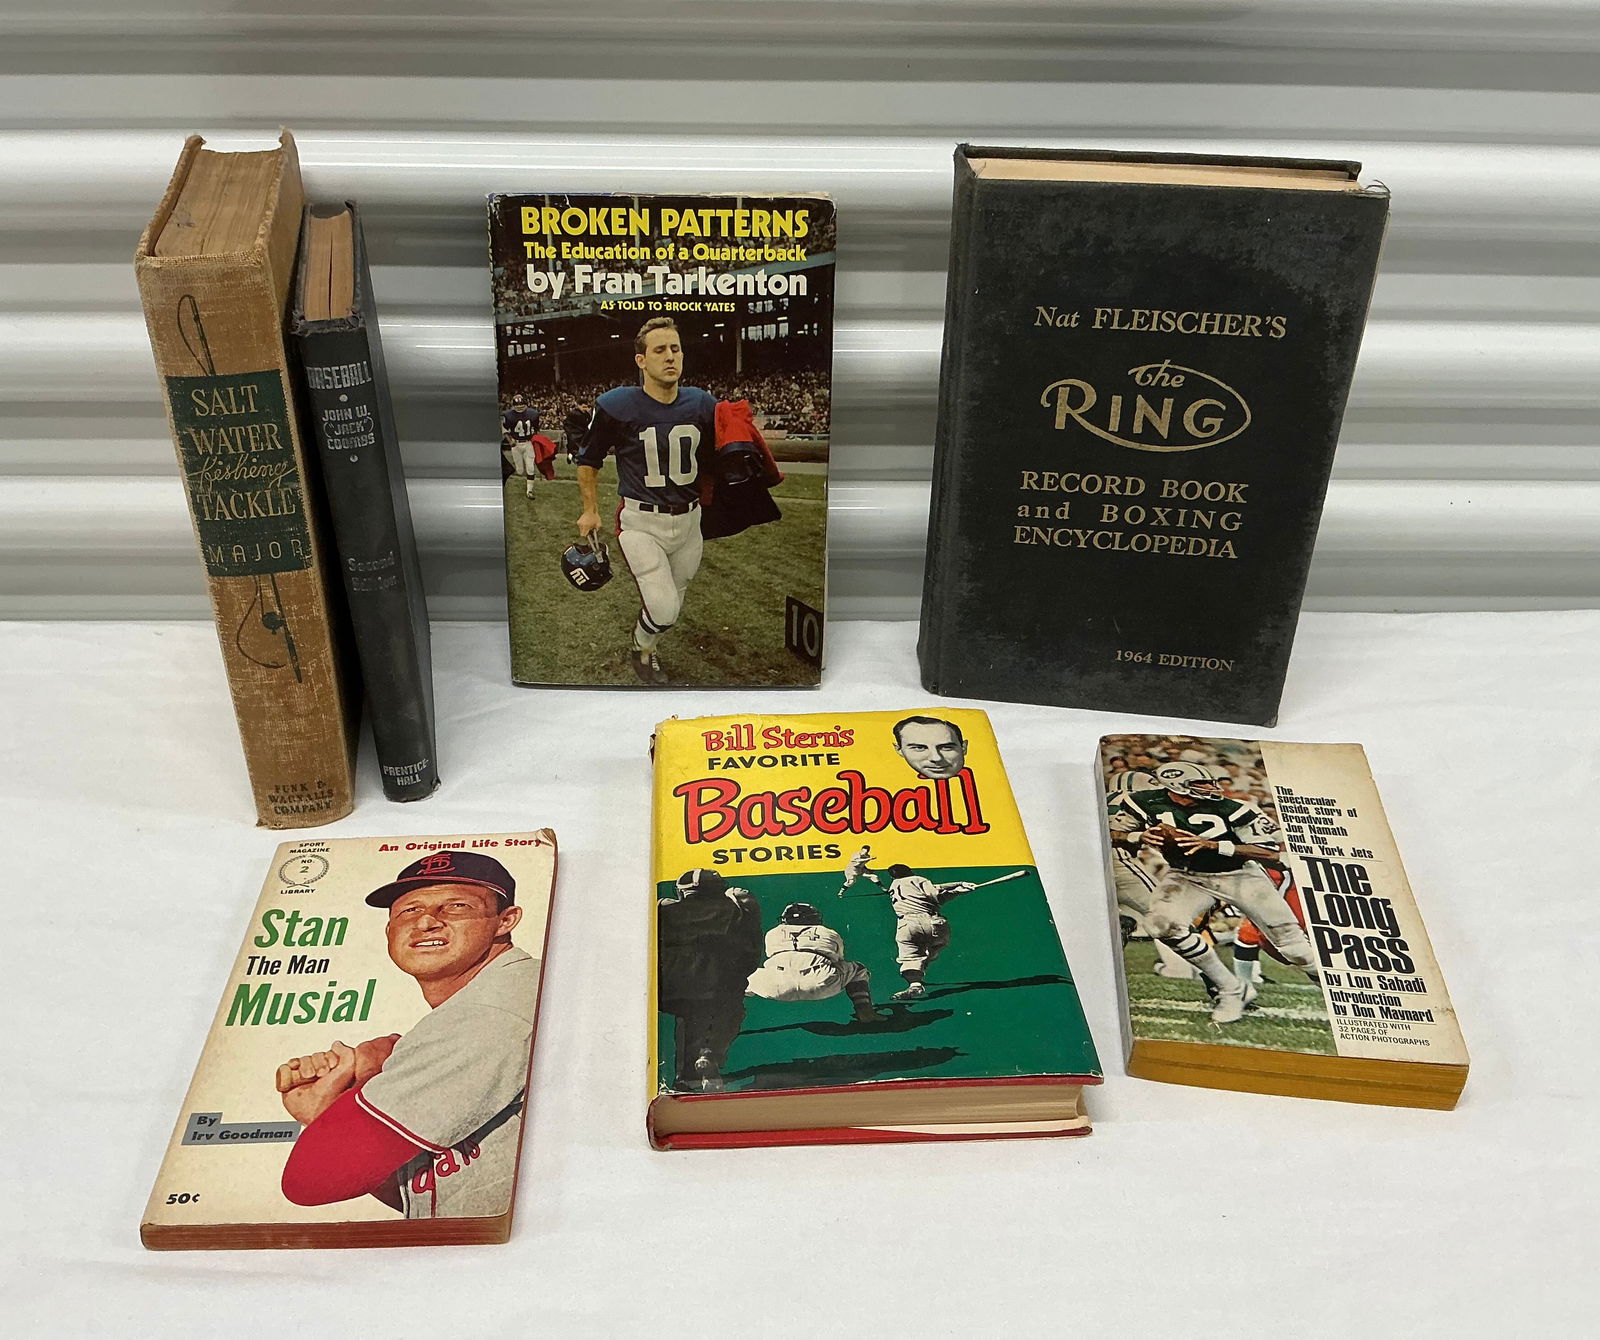 SALT
WATER
fishing
TACKLE
MAJOR
FUNK &
WAGNALLS
COMPANY
BASEBALL
JOHN W.
("JACK")
COOMBS
Second
Edition
PRENTICE-
HALL
BROKEN PATTERNS
The Education of a Quarterback
by Fran Tarkenton
AS TOLD TO BROCK YATES
41
10
ny
10
Nat FLEISCHER'S
The
RING
RECORD BOOK
and BOXING
ENCYCLOPEDIA
1964 EDITION
SPORT
MAGAZINE
NO.
2
LIBRARY
An Original Life Story
StL
Stan
The Man
Musial
By
Irv Goodman
50¢
Bill Stern's
FAVORITE
Baseball
STORIES
The
spectacular
inside story of
Broadway
Joe Namath
and the
New York Jets
The
Long
Pass
by Lou Sahadi
Introduction
by Don Maynard
ILLUSTRATED WITH
32 PAGES OF
ACTION PHOTOGRAPHS
12